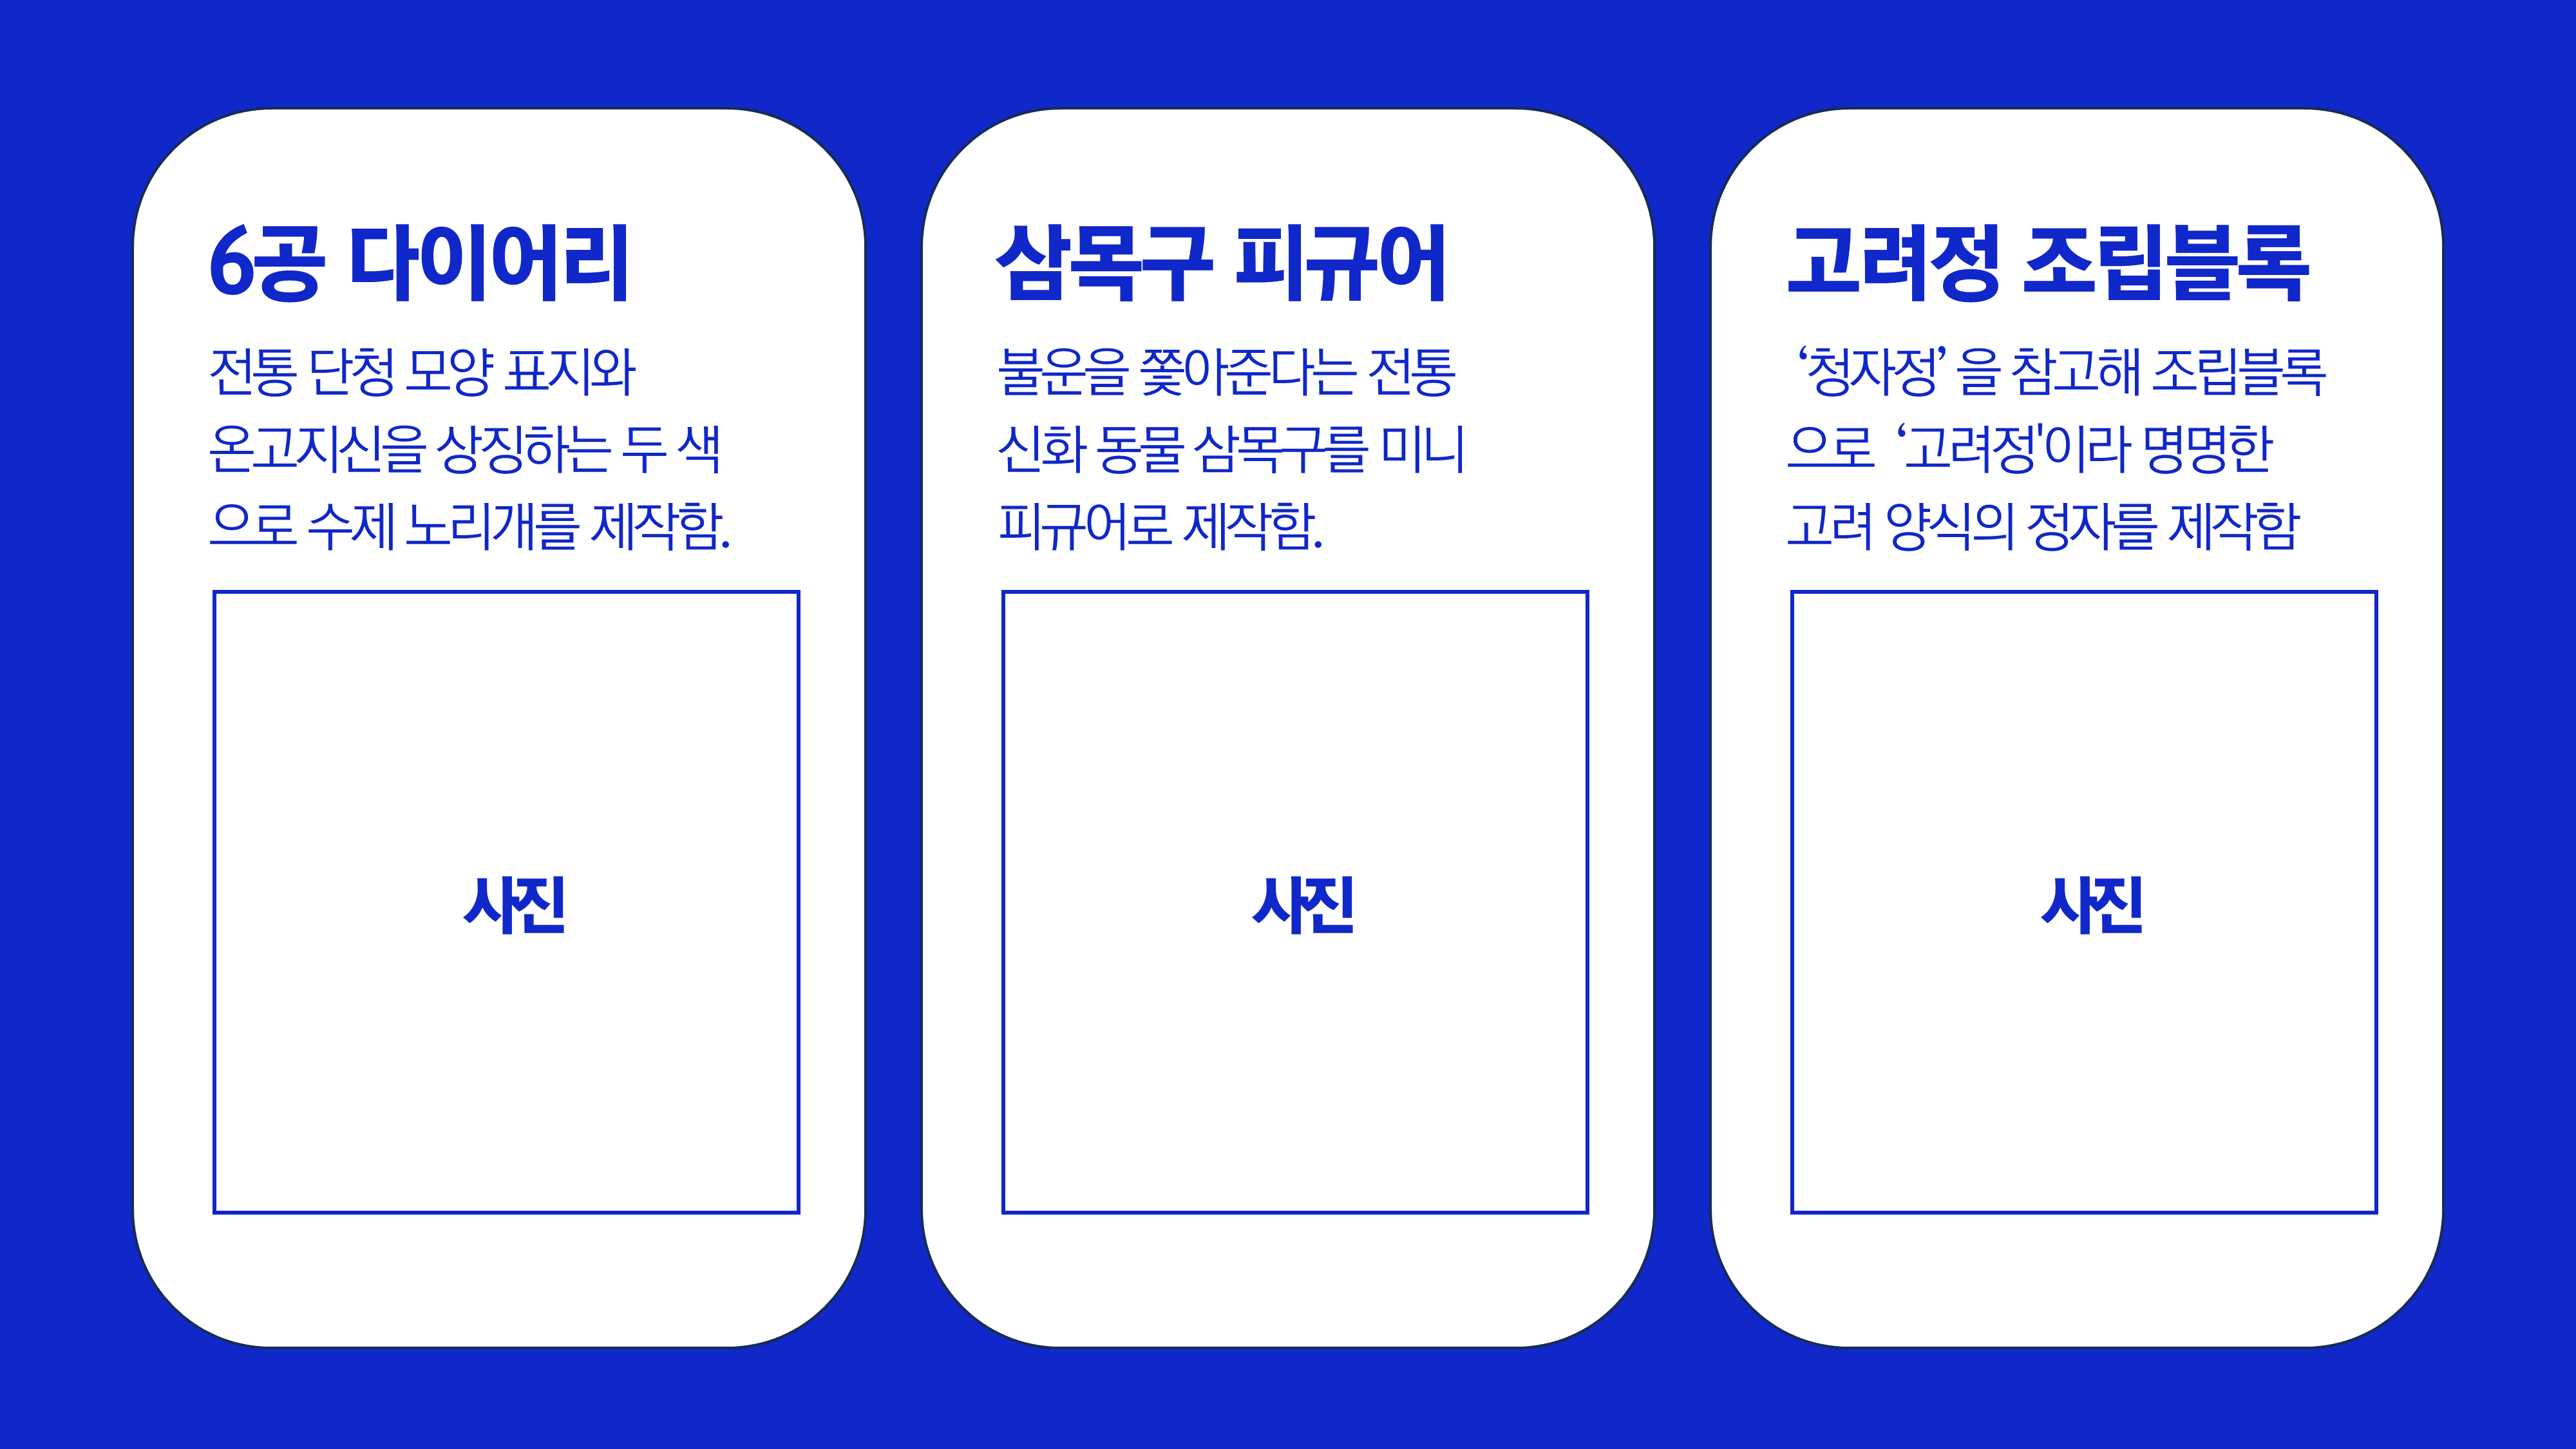 6공 다이어리
전통 단청 모양 표지와
온고지신을 상징하는 두 색
으로 수제 노리개를 제작함.
사진
삼목구 피규어
불운을 쫓아준다는 전통
신화 동물 삼목구를 미니
피규어로 제작함.
사진
고려정 조립블록
‘청자정’ 을 참고해 조립블록
으로 ‘고려정'이라 명명한
고려 양식의 정자를 제작함
사진